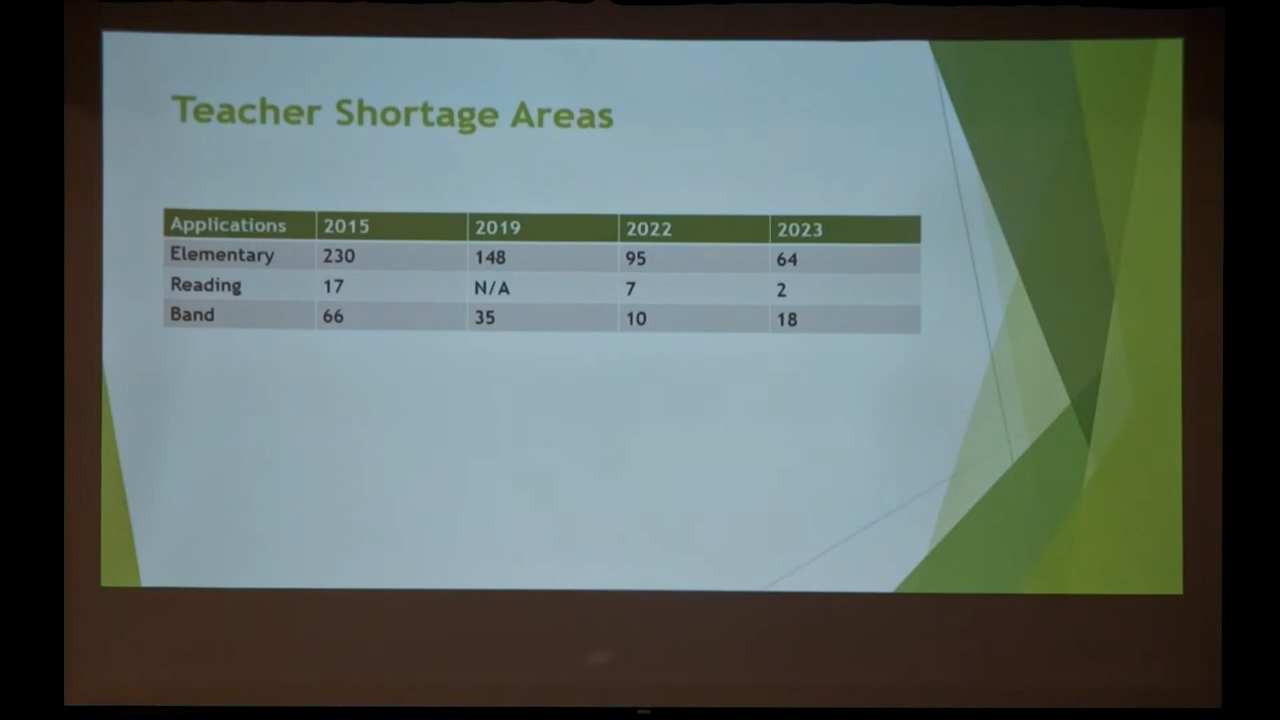 Teacher Shortage Areas
Applications 2015 2019 2022 2023
Elementary 230 148 95 64
Reading 17 N/A 7 2
Band 66 35 10 18